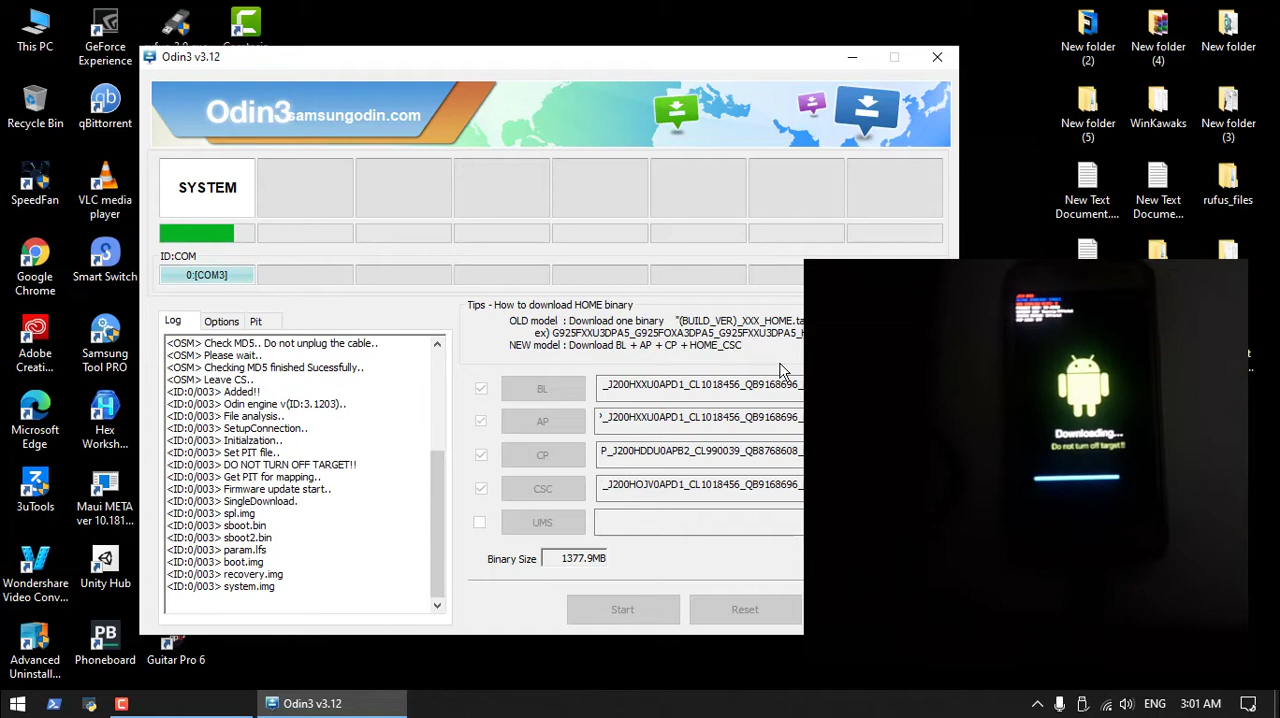 This PC
GeForce
Experience
Recycle Bin
qBittorrent
SpeedFan
VLC media
player
Google
Chrome
Smart Switch
Adobe
Creative ...
Samsung
Tool PRO
Microsoft
Edge
Hex
Worksh...
3uTools
Maui META
ver 10.181...
Wondershare
Video Conv...
Unity Hub
Advanced
Uninstall...
Phoneboard
Guitar Pro 6
Odin3 v3.12
Odin3
samsungodin.com
SYSTEM
ID:COM
0:[COM3]
Log
Options
Pit
<OSM> Check MD5.. Do not unplug the cable..
<OSM> Please wait..
<OSM> Checking MD5 finished Sucessfully..
<OSM> Leave CS..
<ID:0/003> Added!!
<ID:0/003> Odin engine v(ID:3.1203)..
<ID:0/003> File analysis..
<ID:0/003> SetupConnection..
<ID:0/003> Initialzation..
<ID:0/003> Set PIT file..
<ID:0/003> DO NOT TURN OFF TARGET!!
<ID:0/003> Get PIT for mapping..
<ID:0/003> Firmware update start..
<ID:0/003> SingleDownload.
<ID:0/003> spl.img
<ID:0/003> sboot.bin
<ID:0/003> sboot2.bin
<ID:0/003> param.lfs
<ID:0/003> boot.img
<ID:0/003> recovery.img
<ID:0/003> system.img
Tips - How to download HOME binary
OLD model : Download one binary "(BUILD_VER)_XXX_HOME.ta
ex) G925FXXU3DPA5_G925FOXA3DPA5_G925FXXU3DPA5_H
NEW model : Download BL + AP + CP + HOME_CSC
BL
_J200HXXU0APD1_CL1018456_QB9168696_
AP
_J200HXXU0APD1_CL1018456_QB9168696_
CP
P_J200HDDU0APB2_CL990039_QB8768608_
CSC
_J200HOJV0APD1_CL1018456_QB9168696_
UMS
Binary Size
1377.9MB
Start
Reset
New folder
(2)
New folder
(4)
New folder
New folder
(5)
WinKawaks
New folder
(3)
New Text
Document....
New Text
Docume...
rufus_files
Downloading...
Do not turn off target!!
Odin3 v3.12
ENG
3:01 AM